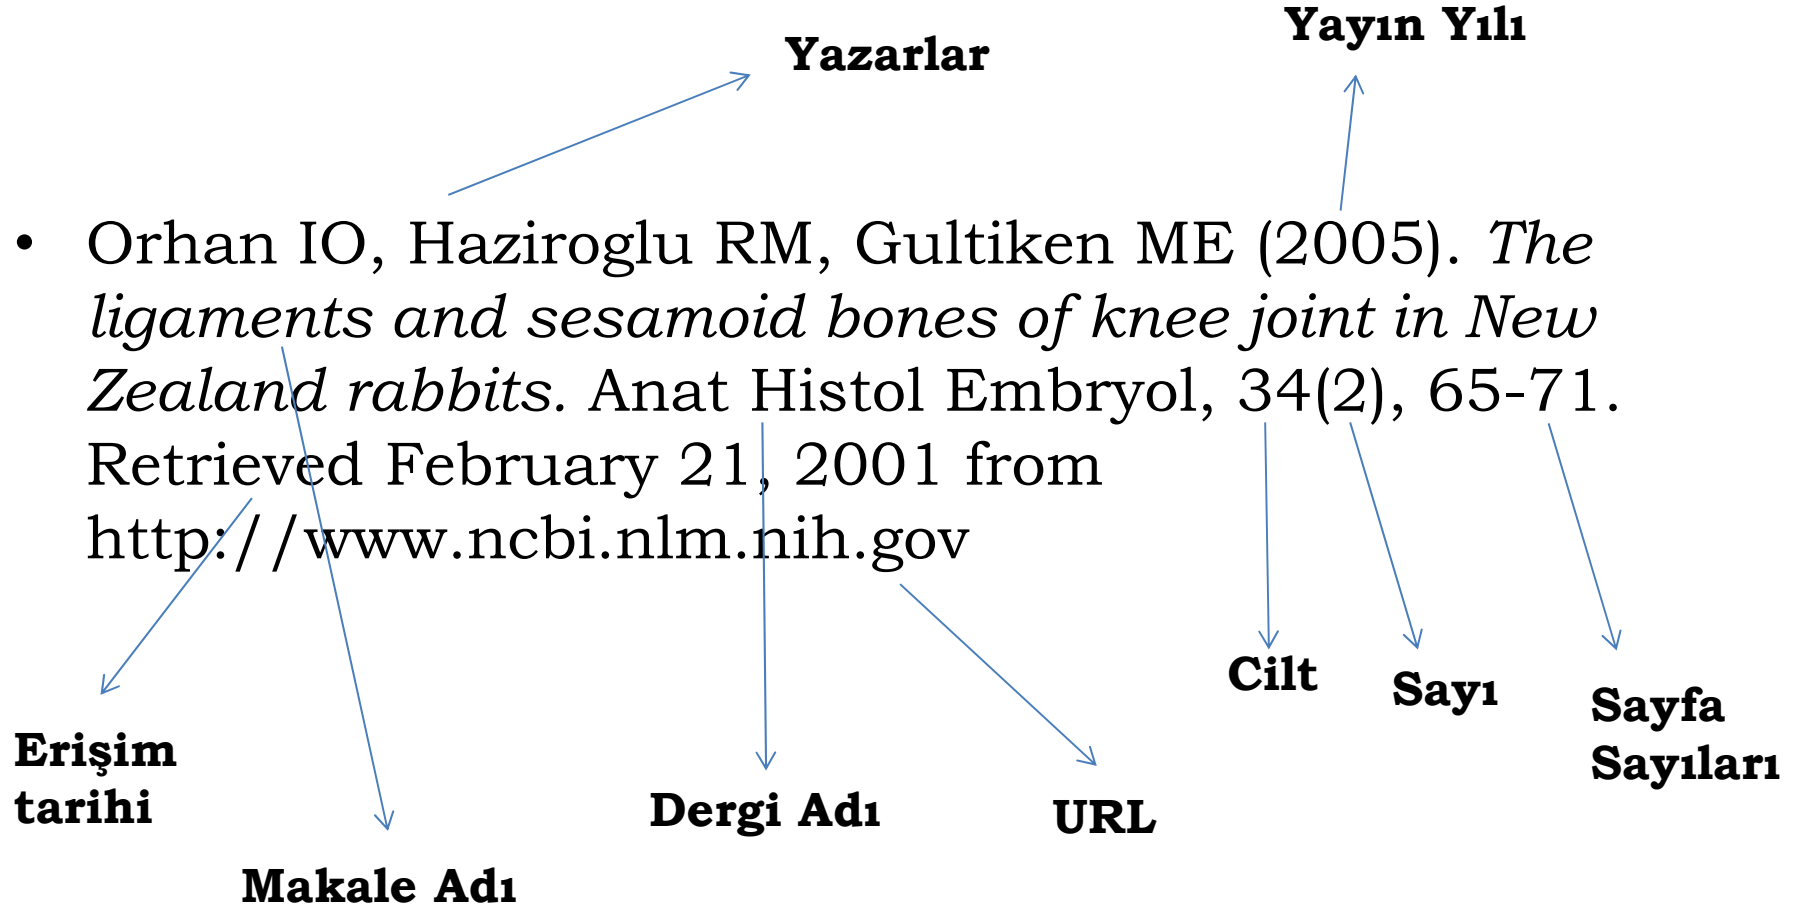 Yazarlar
Yayın Yılı
• Orhan IO, Haziroglu RM, Gultiken ME (2005). The
ligaments and sesamoid bones of knee joint in New
Zealand rabbits. Anat Histol Embryol, 34(2), 65-71.
Retrieved February 21, 2001 from
http://www.ncbi.nlm.nih.gov
Cilt
Sayı
Sayfa
Sayıları
Erişim
tarihi
Dergi Adı
URL
Makale Adı